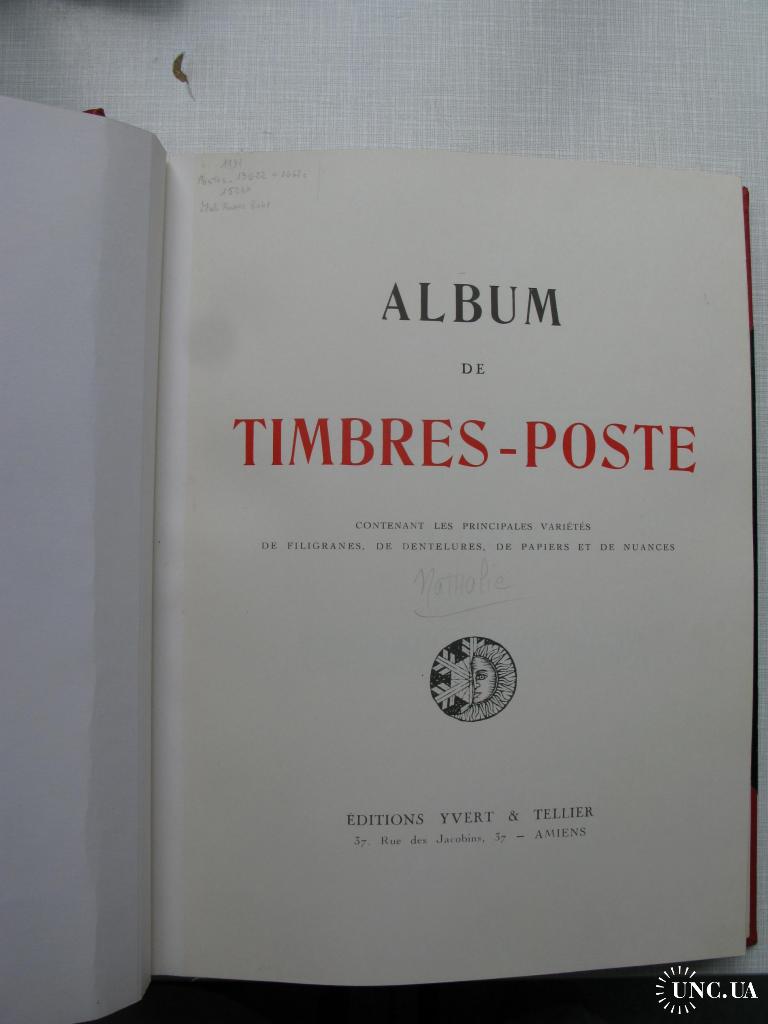 ALBUM
DE
TIMBRES-POSTE
CONTENANT LES PRINCIPALES VARIÉTÉS
DE FILIGRANES, DE DENTELURES, DE PAPIERS ET DE NUANCES
Nathalie
ÉDITIONS YVERT & TELLIER
37, Rue des Jacobins, 37 — AMIENS
UNC.UA